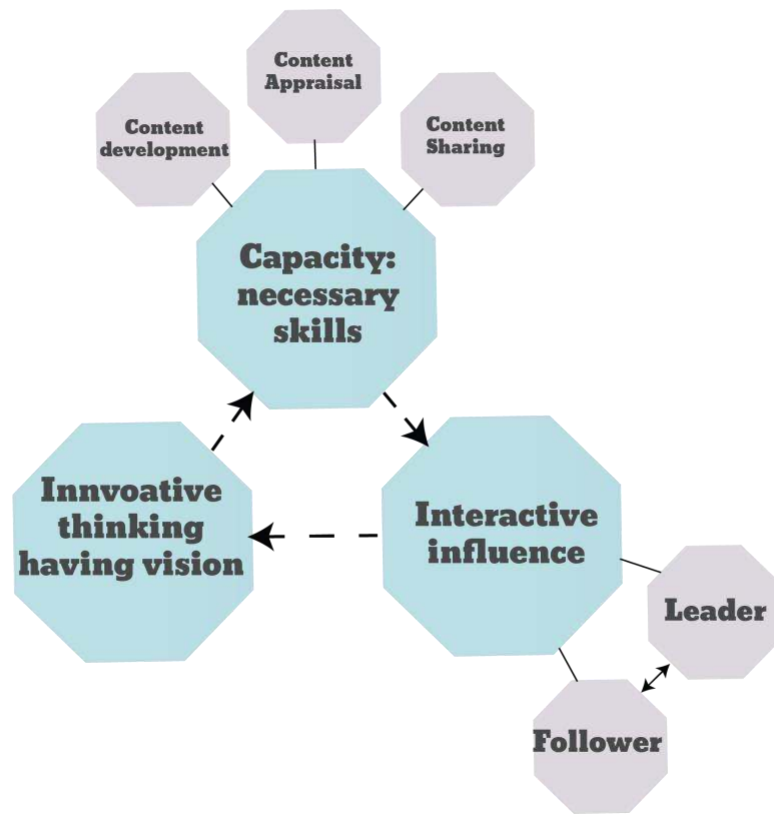 Content
Appraisal
Content
development
Content
Sharing
Capacity:
necessary
skills
Innvoative
thinking
having vision
Interactive
influence
Leader
Follower